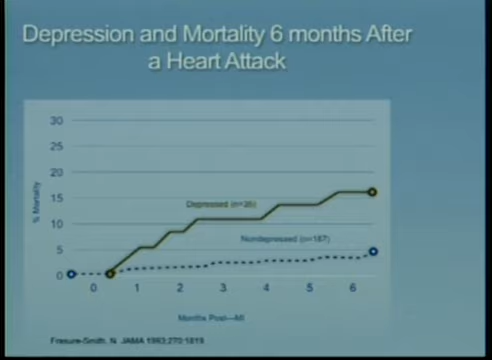 Depression and Mortality 6 months After
a Heart Attack
30
25
20
15
10
5
0
% Mortality
Depressed (n=35)
Nondepressed (n=187)
0 1 2 3 4 5 6
Months Post—MI
Frasure-Smith, N JAMA 1993;270:1819